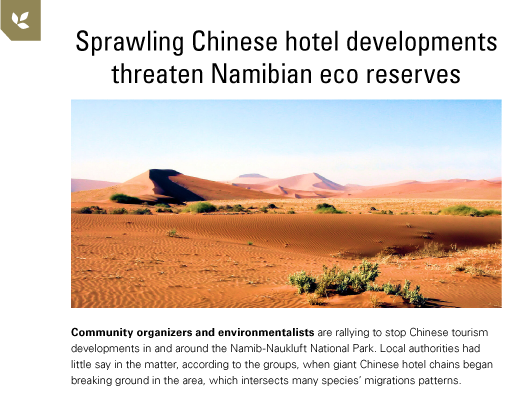 Sprawling Chinese hotel developments
threaten Namibian eco reserves
Community organizers and environmentalists are rallying to stop Chinese tourism
developments in and around the Namib-Naukluft National Park. Local authorities had
little say in the matter, according to the groups, when giant Chinese hotel chains began
breaking ground in the area, which intersects many species’ migrations patterns.